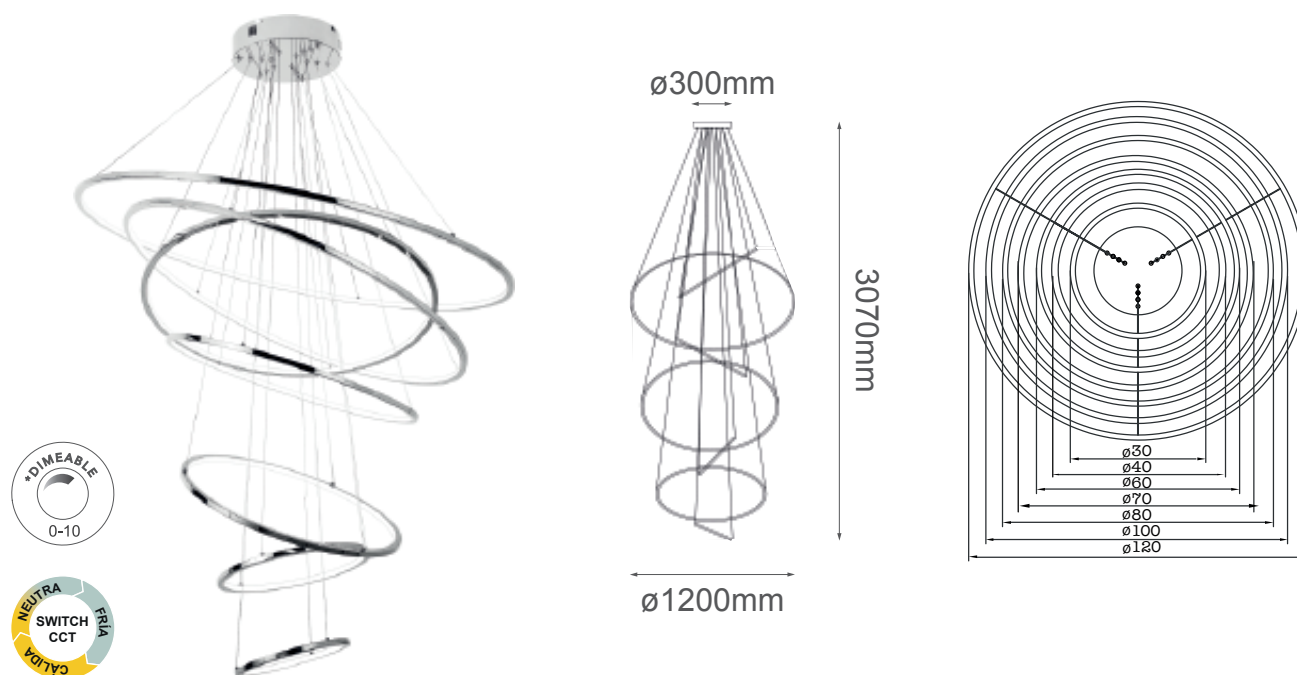 *DIMEABLE
0-10
NEUTRA
FRÍA
CÁLIDA
SWITCH
CCT
ø300mm
3070mm
ø1200mm
ø30
ø40
ø60
ø70
ø80
ø100
ø120